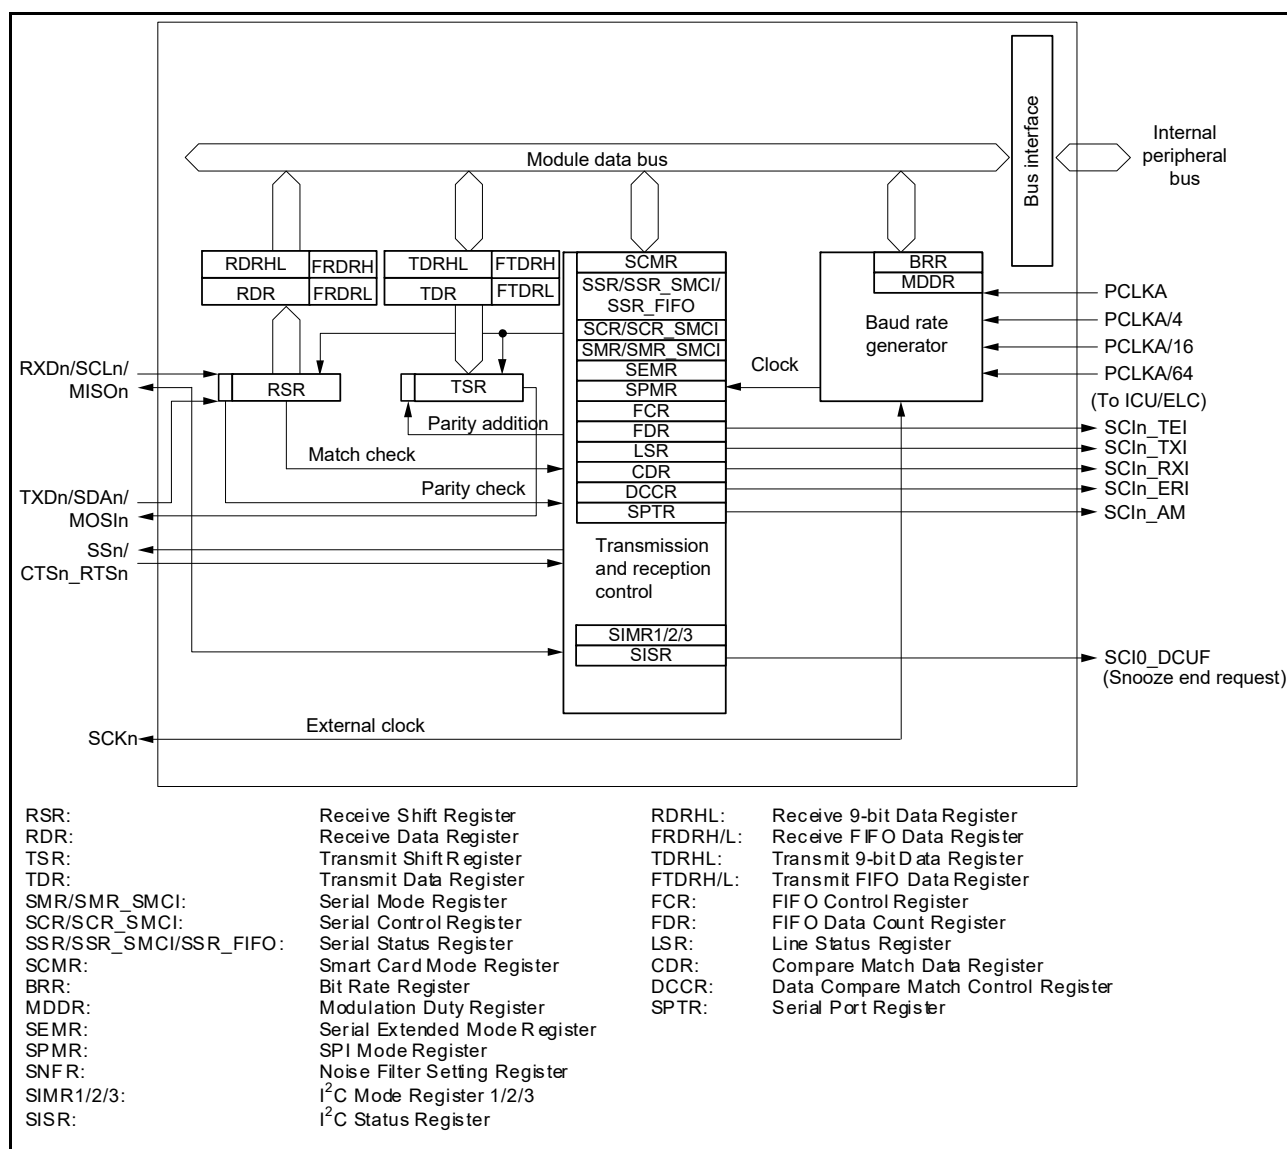 Bus interface
Internal
peripheral
bus
Module data bus
RDRHL FRDRH
RDR FRDRL
TDRHL FTDRH
TDR FTDRL
SCMR
SSR/SSR_SMCI/
SSR_FIFO
SCR/SCR_SMCI
SMR/SMR_SMCI
SEMR
SPMR
FCR
FDR
LSR
CDR
DCCR
SPTR
Transmission
and reception
control
SIMR1/2/3
SISR
BRR
MDDR
Baud rate
generator
Clock
PCLKA
PCLKA/4
PCLKA/16
PCLKA/64
(To ICU/ELC)
SCIn_TEI
SCIn_TXI
SCIn_RXI
SCIn_ERI
SCIn_AM
SCI0_DCUF
(Snooze end request)
RXDn/SCLn/
MISOn
RSR
TSR
Parity addition
Match check
Parity check
TXDn/SDAn/
MOSIn
SSn/
CTSn_RTSn
External clock
SCKn
RSR: Receive Shift Register
RDR: Receive Data Register
TSR: Transmit Shift Register
TDR: Transmit Data Register
SMR/SMR_SMCI: Serial Mode Register
SCR/SCR_SMCI: Serial Control Register
SSR/SSR_SMCI/SSR_FIFO: Serial Status Register
SCMR: Smart Card Mode Register
BRR: Bit Rate Register
MDDR: Modulation Duty Register
SEMR: Serial Extended Mode Register
SPMR: SPI Mode Register
SNFR: Noise Filter Setting Register
SIMR1/2/3: I²C Mode Register 1/2/3
SISR: I²C Status Register
RDRHL: Receive 9-bit Data Register
FRDRH/L: Receive FIFO Data Register
TDRHL: Transmit 9-bit Data Register
FTDRH/L: Transmit FIFO Data Register
FCR: FIFO Control Register
FDR: FIFO Data Count Register
LSR: Line Status Register
CDR: Compare Match Data Register
DCCR: Data Compare Match Control Register
SPTR: Serial Port Register